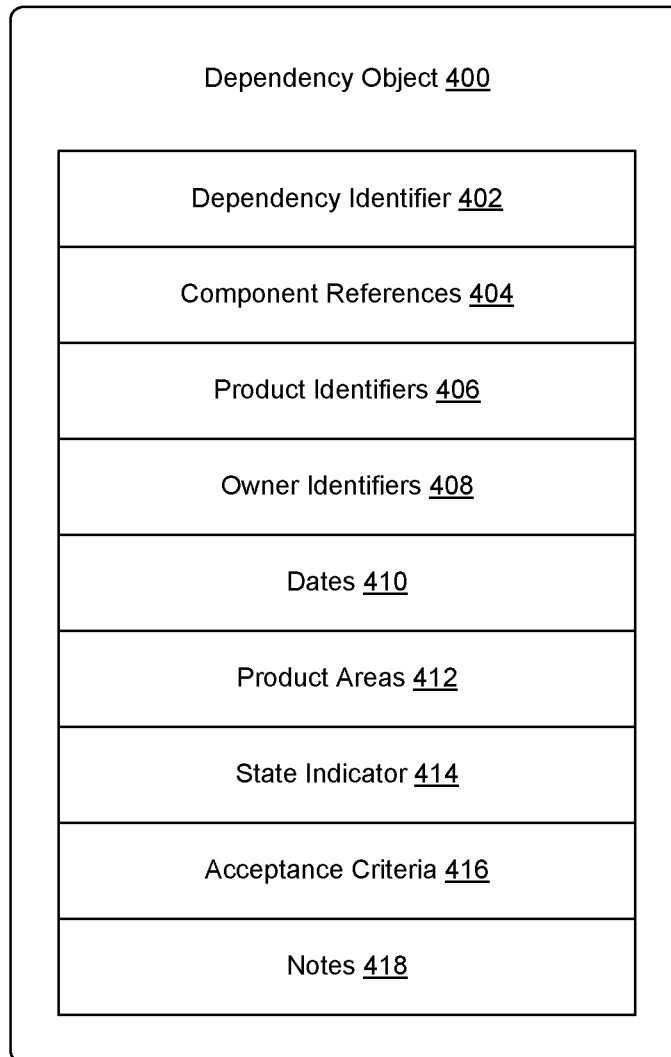 Dependency Object 400
Dependency Identifier 402
Component References 404
Product Identifiers 406
Owner Identifiers 408
Dates 410
Product Areas 412
State Indicator 414
Acceptance Criteria 416
Notes 418